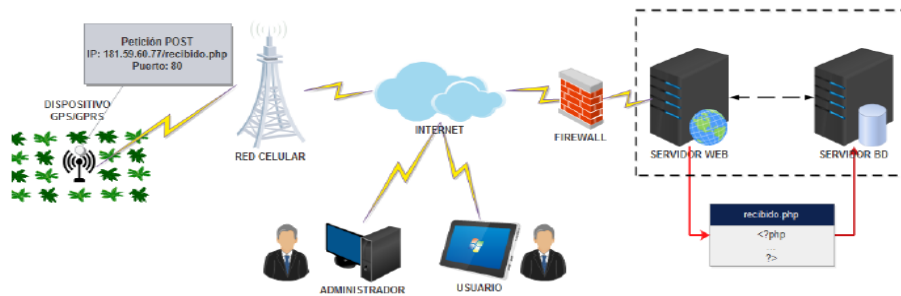 Petición POST
IP: 181.59.60.77/recibido.php
Puerto: 80
DISPOSITIVO
GPS/GPRS
RED CELULAR
INTERNET
FIREWALL
SERVIDOR WEB
SERVIDOR BD
recibido.php
<?php
...
?>
ADMINISTRADOR
USUARIO